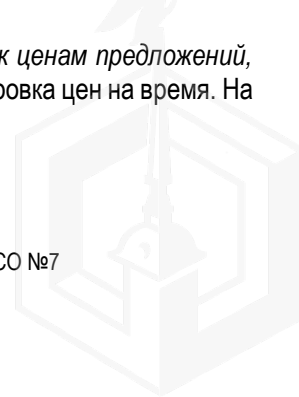 к ценам предложений,
ровка цен на время. На
СО №7